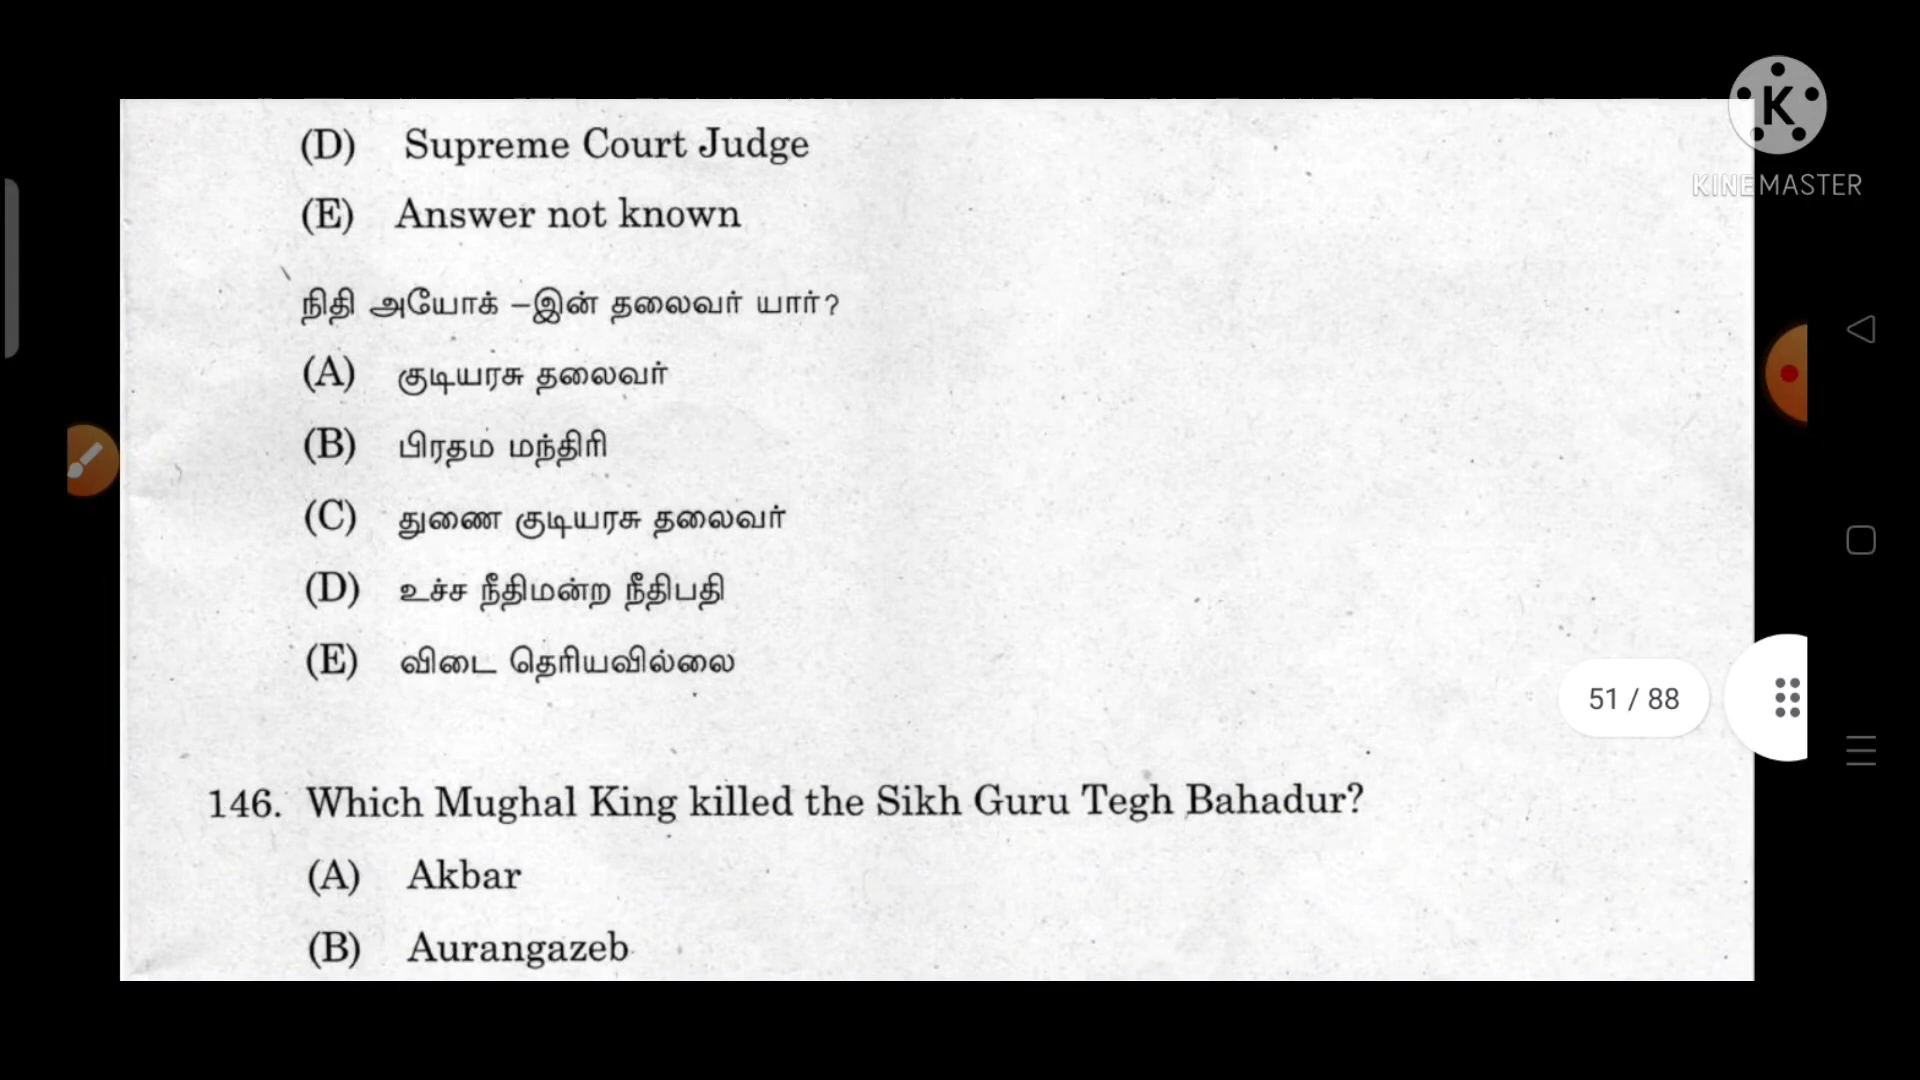 (D) Supreme Court Judge
(E) Answer not known
நிதி அயோக் –இன் தலைவர் யார்?
(A) குடியரசு தலைவர்
(B) பிரதம மந்திரி
(C) துணை குடியரசு தலைவர்
(D) உச்ச நீதிமன்ற நீதிபதி
(E) விடை தெரியவில்லை
146. Which Mughal King killed the Sikh Guru Tegh Bahadur?
(A) Akbar
(B) Aurangazeb
51 / 88
K
KINEMASTER